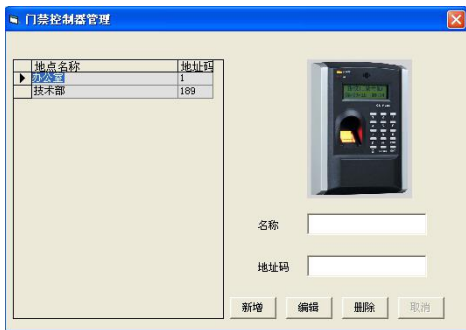 门禁控制器管理
地点名称 地址码
办公室 1
技术部 189
名称
地址码
新增 编辑 删除 取消